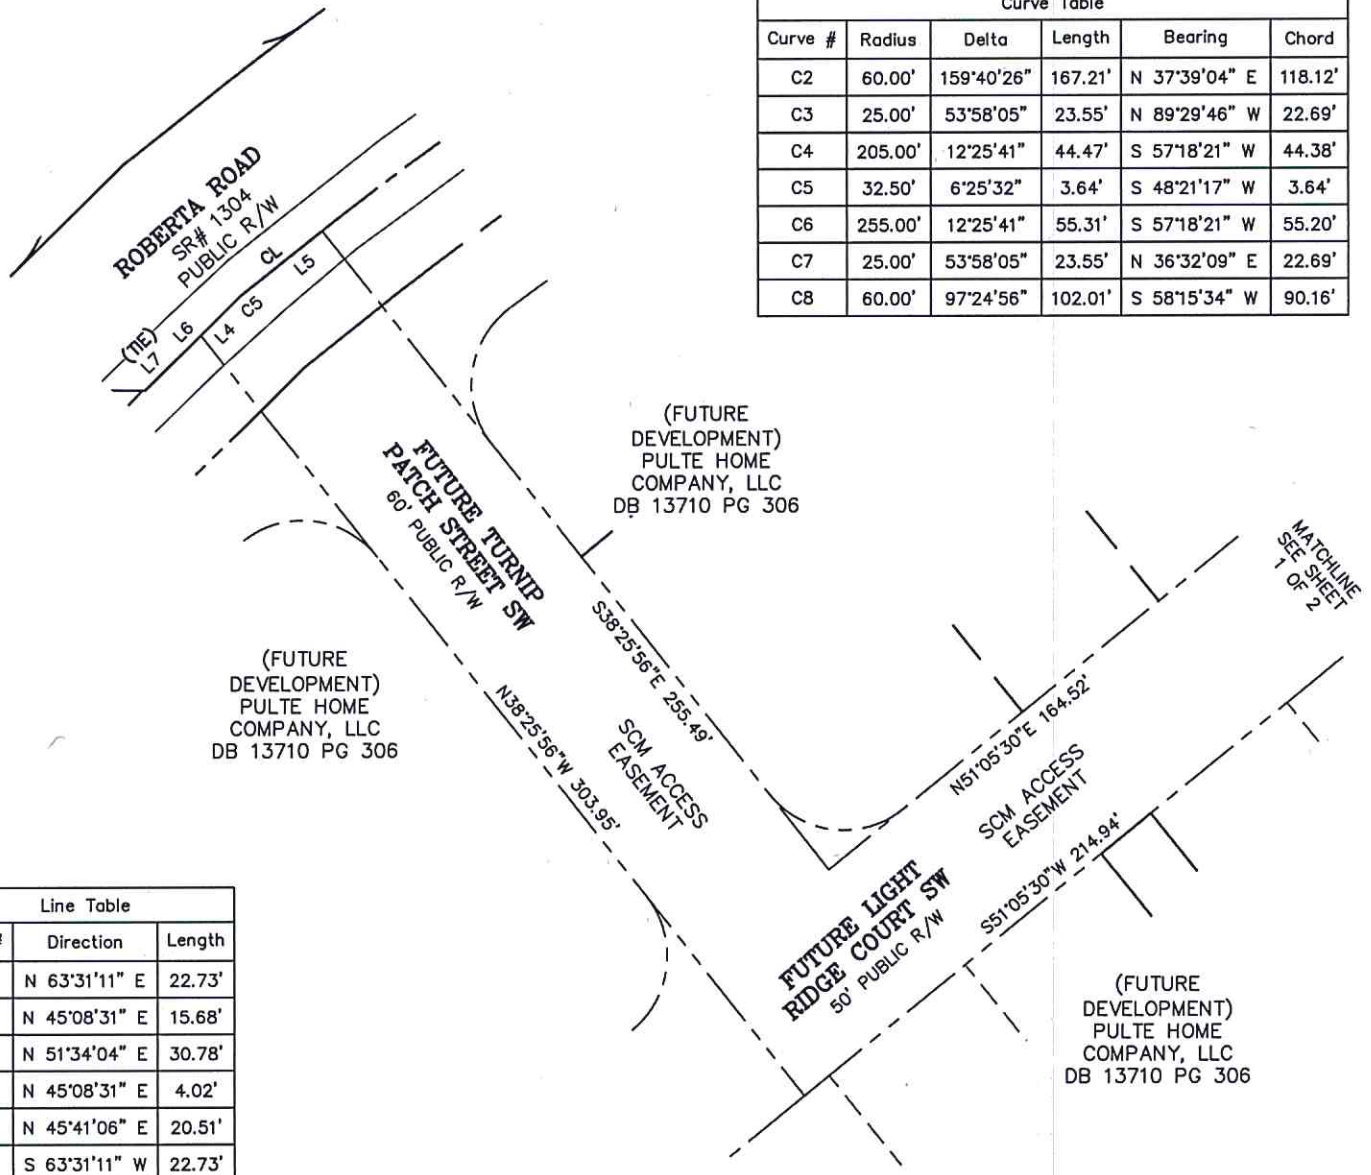 Curve Table
Curve # Radius Delta Length Bearing Chord
C2 60.00' 159°40'26" 167.21' N 37°39'04" E 118.12'
C3 25.00' 53°58'05" 23.55' N 89°29'46" W 22.69'
C4 205.00' 12°25'41" 44.47' S 57°18'21" W 44.38'
C5 32.50' 6°25'32" 3.64' S 48°21'17" W 3.64'
C6 255.00' 12°25'41" 55.31' S 57°18'21" W 55.20'
C7 25.00' 53°58'05" 23.55' N 36°32'09" E 22.69'
C8 60.00' 97°24'56" 102.01' S 58°15'34" W 90.16'
ROBERTA ROAD
SR# 1304
PUBLIC R/W
CL
(TIE)
L7 L6 L4 C5 L5
FUTURE TURNIP
PATCH STREET SW
60' PUBLIC R/W
(FUTURE
DEVELOPMENT)
PULTE HOME
COMPANY, LLC
DB 13710 PG 306
MATCHLINE
SEE SHEET
1 OF 2
(FUTURE
DEVELOPMENT)
PULTE HOME
COMPANY, LLC
DB 13710 PG 306
S38°25'56"E 255.49'
N38°25'56"W 303.95'
SCM ACCESS
EASEMENT
N51°05'30"E 164.52'
SCM ACCESS
EASEMENT
S51°05'30"W 214.94'
FUTURE LIGHT
RIDGE COURT SW
50' PUBLIC R/W
(FUTURE
DEVELOPMENT)
PULTE HOME
COMPANY, LLC
DB 13710 PG 306
Line Table
Direction Length
N 63°31'11" E 22.73'
N 45°08'31" E 15.68'
N 51°34'04" E 30.78'
N 45°08'31" E 4.02'
N 45°41'06" E 20.51'
S 63°31'11" W 22.73'